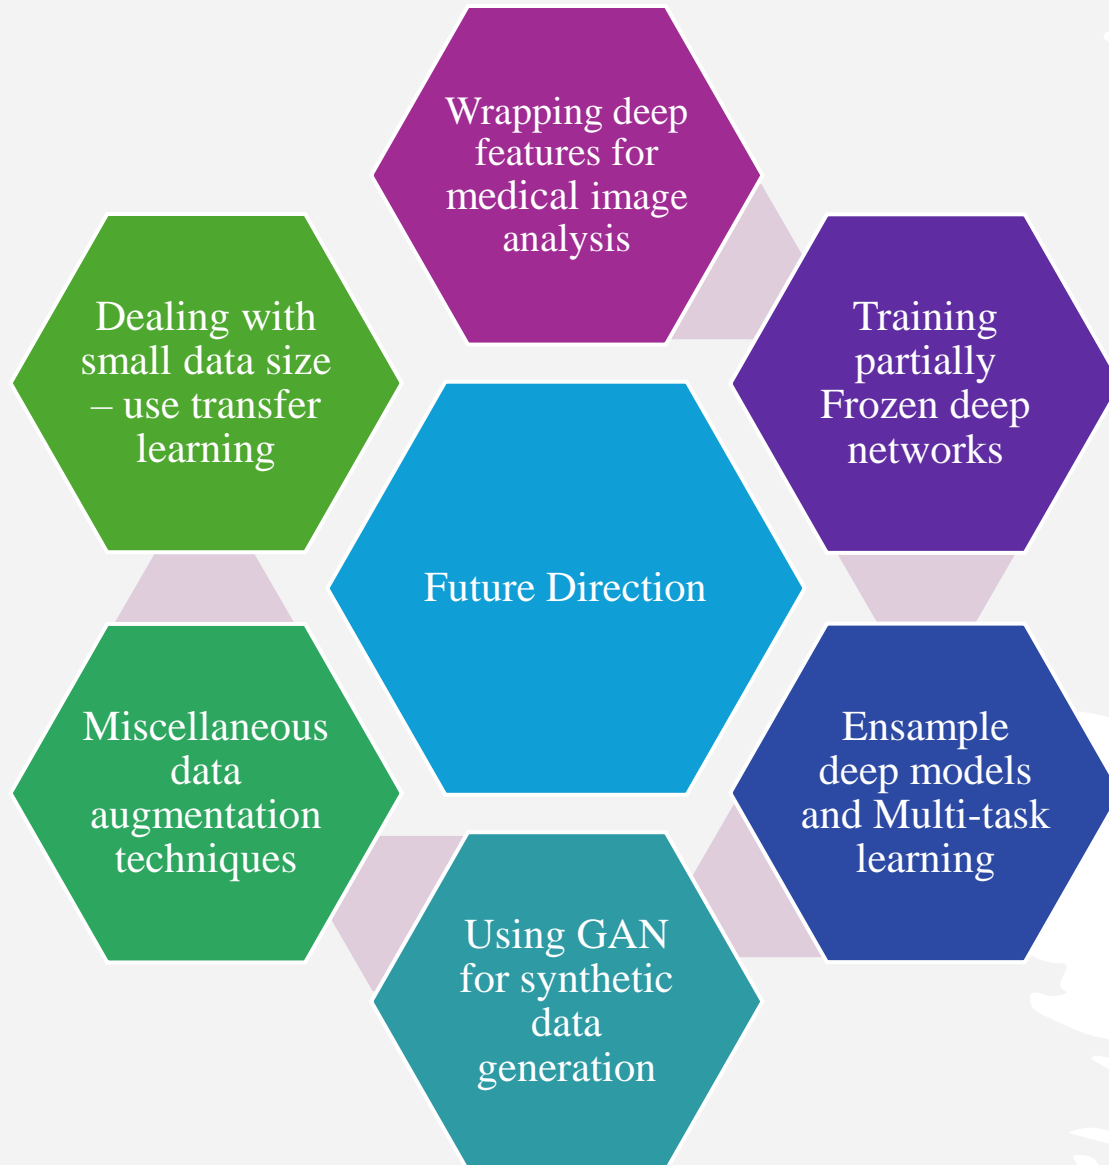 Wrapping deep
features for
medical image
analysis
Training
partially
Frozen deep
networks
Ensample
deep models
and Multi-task
learning
Using GAN
for synthetic
data
generation
Miscellaneous
data
augmentation
techniques
Dealing with
small data size
– use transfer
learning
Future Direction